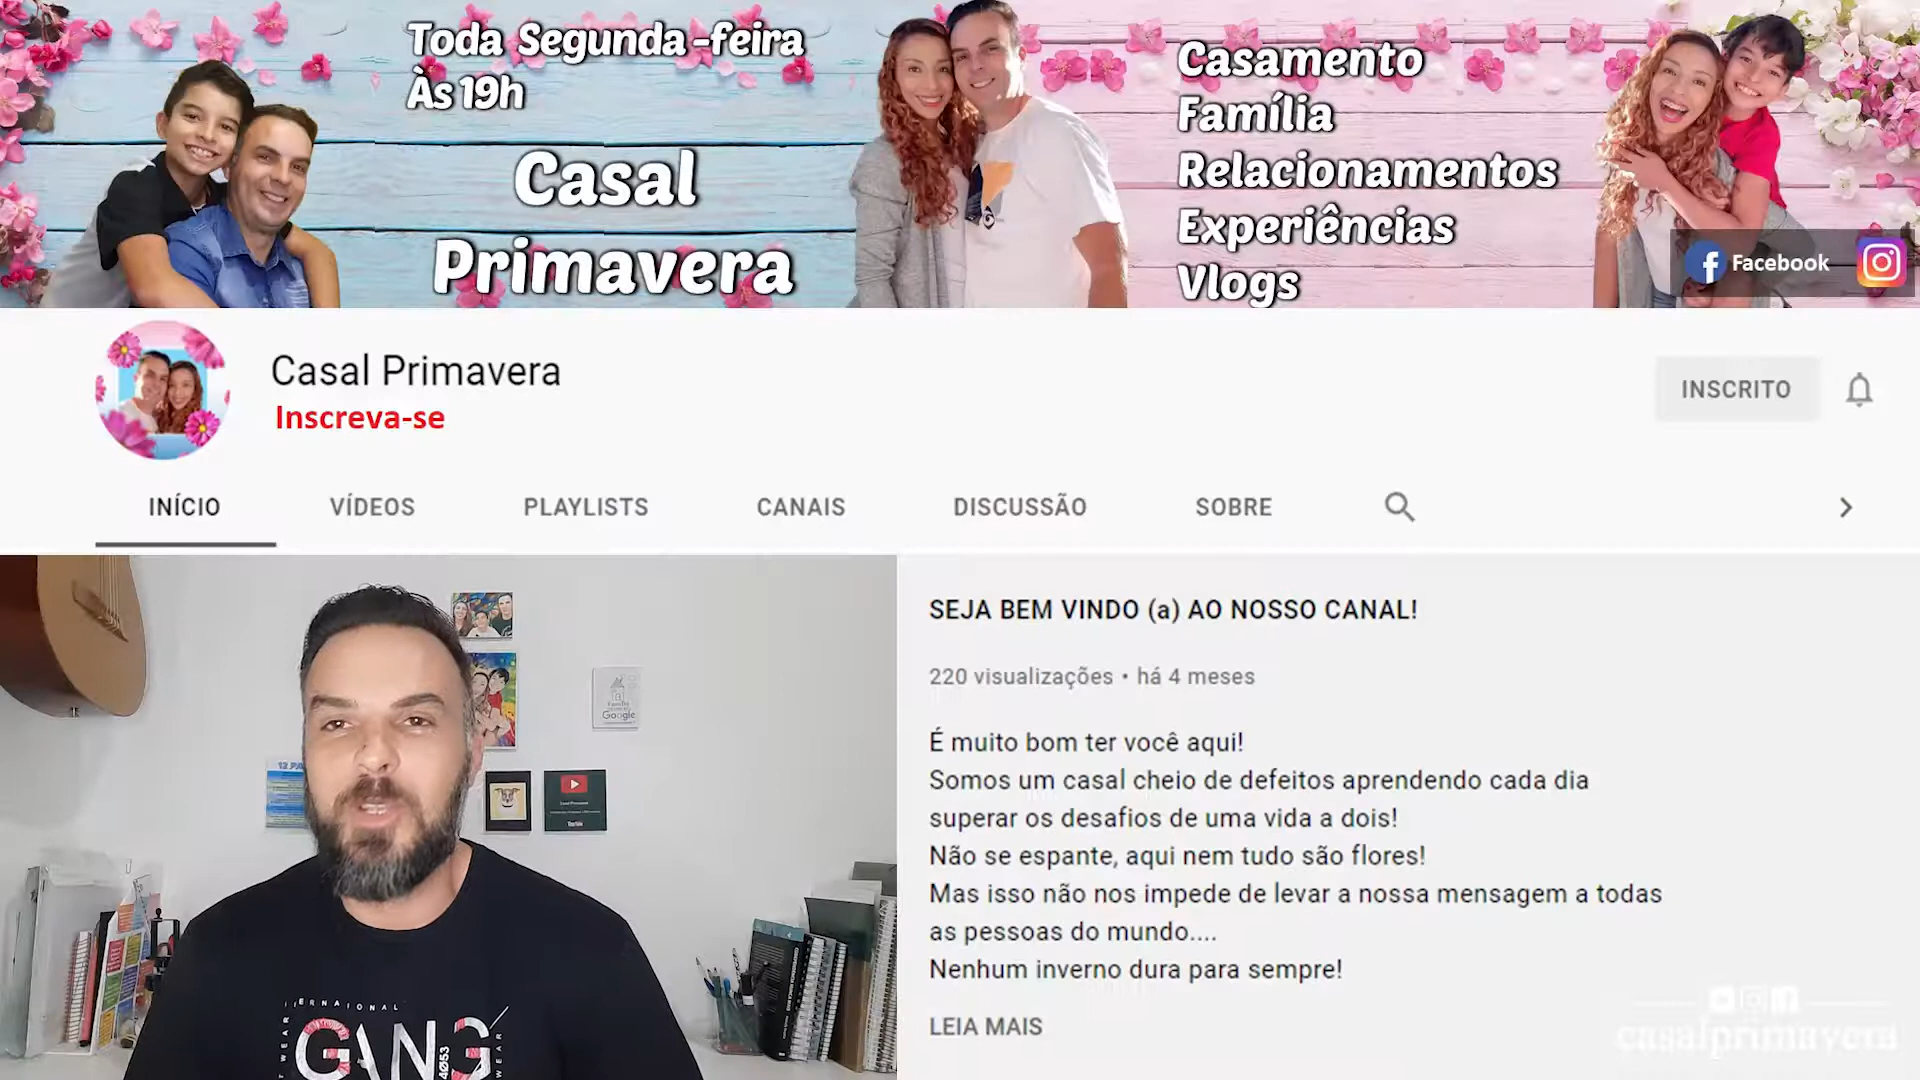 Toda Segunda-feira
Às 19h
Casal
Primavera
Casamento
Família
Relacionamentos
Experiências
Vlogs
Facebook
Casal Primavera
Inscreva-se
INSCRITO
INÍCIO
VÍDEOS
PLAYLISTS
CANAIS
DISCUSSÃO
SOBRE
Google
GANG
4053
SEJA BEM VINDO (a) AO NOSSO CANAL!
220 visualizações • há 4 meses
É muito bom ter você aqui!
Somos um casal cheio de defeitos aprendendo cada dia
superar os desafios de uma vida a dois!
Não se espante, aqui nem tudo são flores!
Mas isso não nos impede de levar a nossa mensagem a todas
as pessoas do mundo....
Nenhum inverno dura para sempre!
LEIA MAIS
casalprimavera